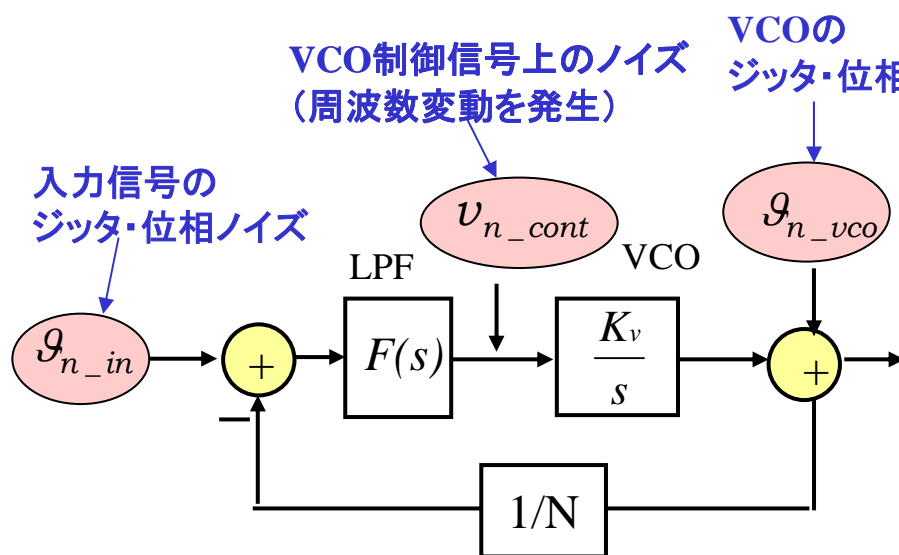 VCO制御信号上のノイズ
（周波数変動を発生）
VCOの
ジッタ・位相
入力信号の
ジッタ・位相ノイズ
υn_cont
ϑn_vco
LPF
VCO
ϑn_in
+
F(s)
Kv
s
+
−
1/N